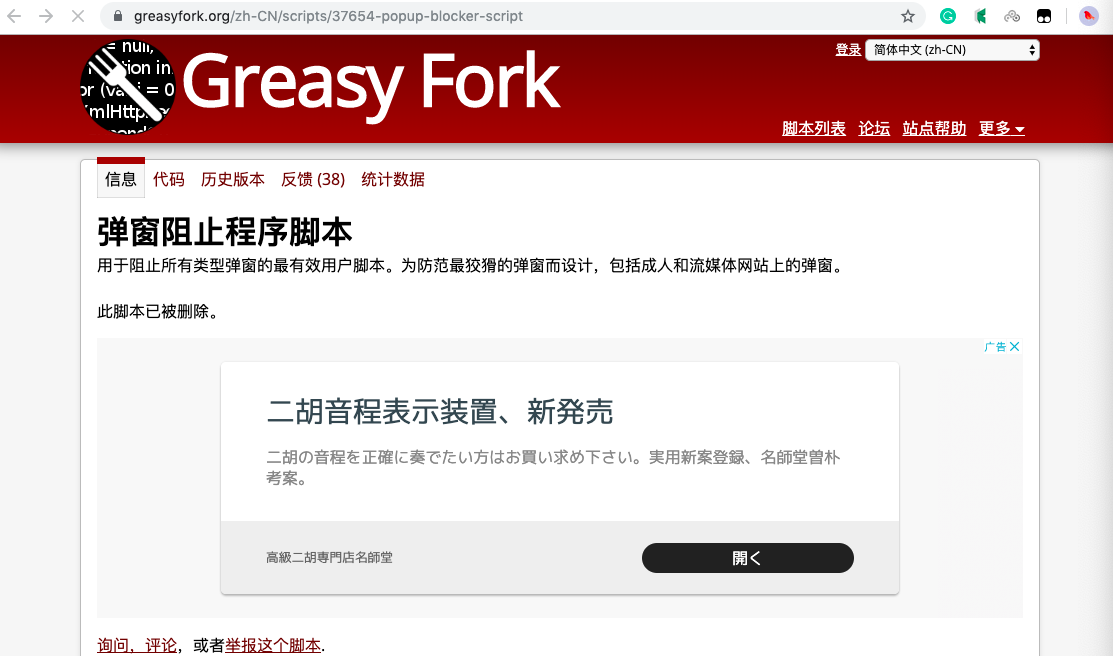 greasyfork.org/zh-CN/scripts/37654-popup-blocker-script
= null,
tion in
or (va i = 0
XmlHttp
Greasy Fork
登录 简体中文 (zh-CN)
脚本列表 论坛 站点帮助 更多
信息 代码 历史版本 反馈 (38) 统计数据
弹窗阻止程序脚本
用于阻止所有类型弹窗的最有效用户脚本。为防范最狡猾的弹窗而设计，包括成人和流媒体网站上的弹窗。
此脚本已被删除。
广告
二胡音程表示装置、新発売
二胡の音程を正確に奏でたい方はお買い求め下さい。実用新案登録、名師堂曽朴
考案。
高級二胡専門店名師堂
開く
询问，评论，或者举报这个脚本.